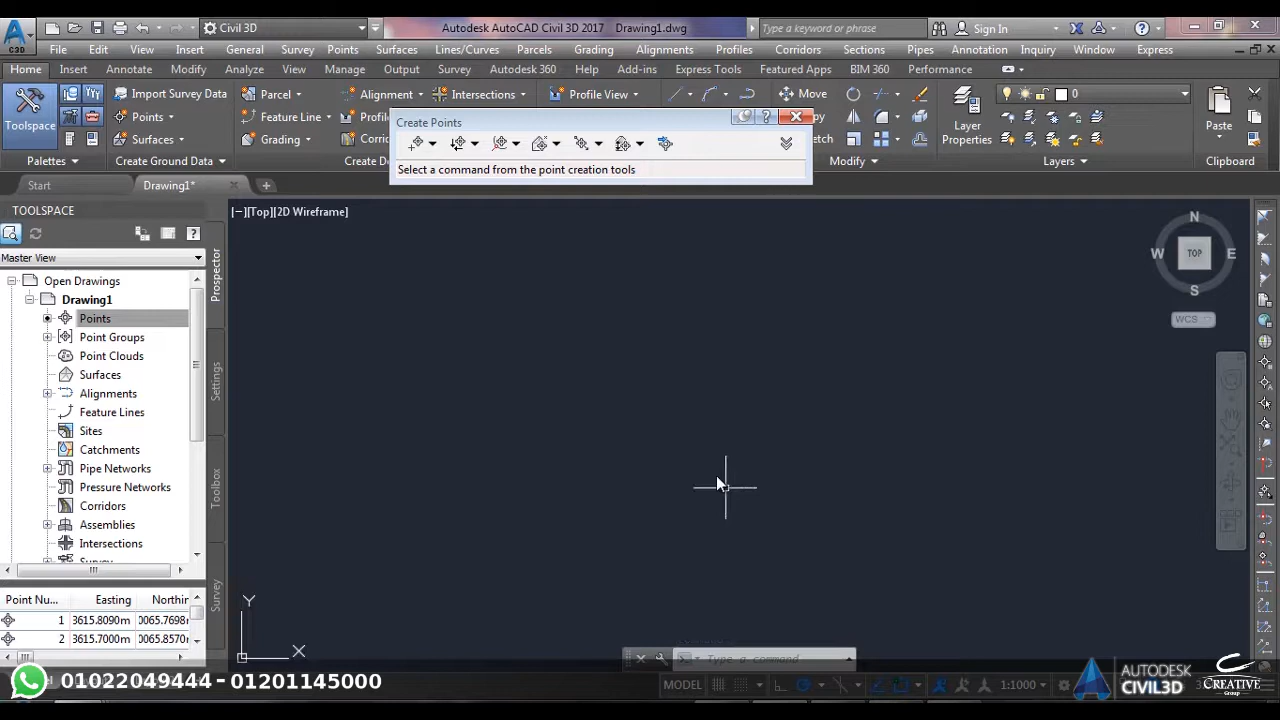 Civil 3D
Autodesk AutoCAD Civil 3D 2017 Drawing1.dwg
Type a keyword or phrase
Sign In
File Edit View Insert General Survey Points Surfaces Lines/Curves Parcels Grading Alignments Profiles Corridors Sections Pipes Annotation Inquiry Window Express
Home Insert Annotate Modify Analyze View Manage Output Survey Autodesk 360 Help Add-ins Express Tools Featured Apps BIM 360 Performance
Import Survey Data Parcel Alignment Intersections Profile View Move 0
Toolspace Points Feature Line Layer Properties Paste
Surfaces Grading
Palettes Create Ground Data Modify Layers Clipboard
Create Points
Select a command from the point creation tools
Start Drawing1*
TOOLSPACE
[−][Top][2D Wireframe]
Master View
Prospector
Settings
Toolbox
Survey
Open Drawings
Drawing1
Points
Point Groups
Point Clouds
Surfaces
Alignments
Feature Lines
Sites
Catchments
Pipe Networks
Pressure Networks
Corridors
Assemblies
Intersections
N
W TOP E
S
WCS
Point Nu... Easting
1 3615.8090m
2 3615.7000m
Y
X
Type a command
01022049444 – 01201145000
MODEL
1:1000
AUTODESK
CIVIL3D
CREATIVE
Group